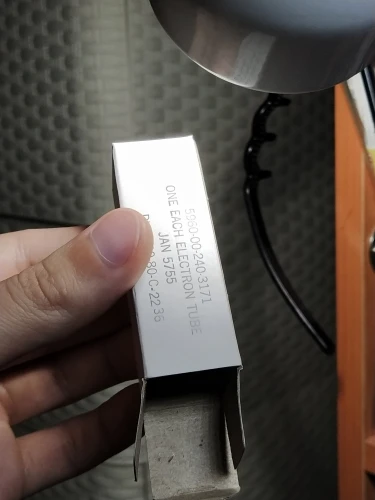 5960-00-240-3171
ONE EACH ELECTRON TUBE
JAN 5755
80-C-2236